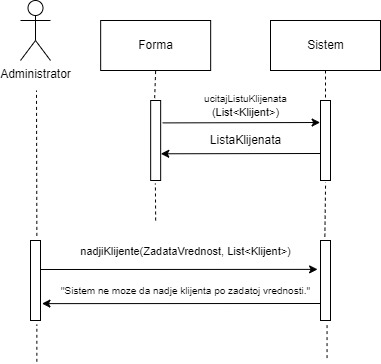 Forma
Sistem
Administrator
ucitajListuKlijenata
(List<Klijent>)
ListaKlijenata
nadjiKlijente(ZadataVrednost, List<Klijent>)
"Sistem ne moze da nadje klijenta po zadatoj vrednosti."